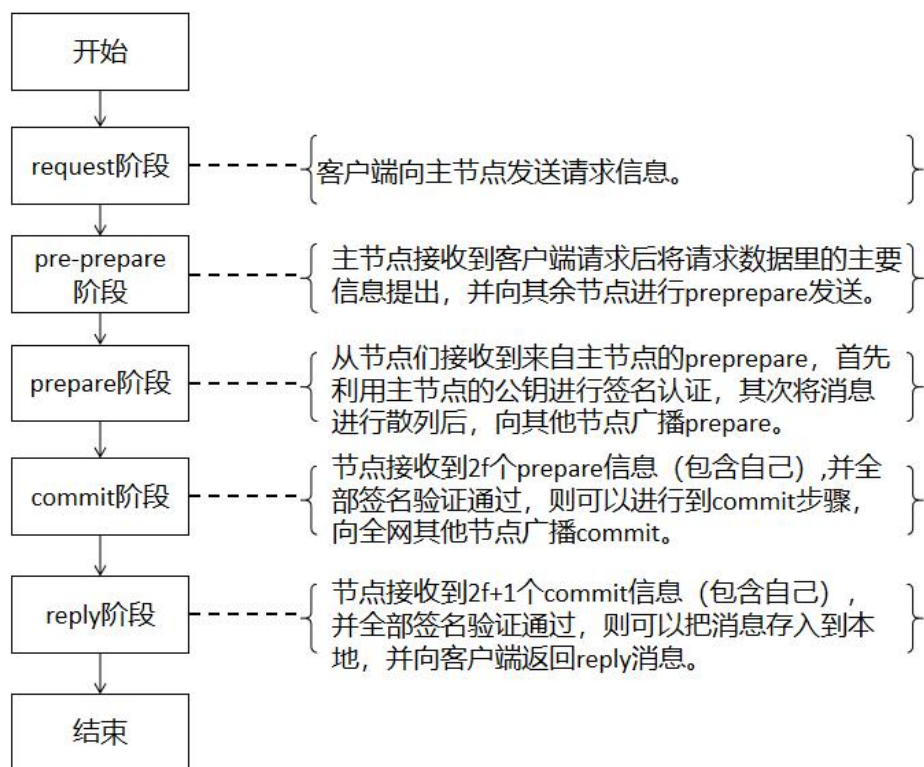 开始
request阶段
客户端向主节点发送请求信息。
pre-prepare
阶段
主节点接收到客户端请求后将请求数据里的主要
信息提出，并向其余节点进行preprepare发送。
prepare阶段
从节点们接收到来自主节点的preprepare，首先
利用主节点的公钥进行签名认证，其次将消息
进行散列后，向其他节点广播prepare。
commit阶段
节点接收到2f个prepare信息（包含自己）,并全
部签名验证通过，则可以进行到commit步骤，
向全网其他节点广播commit。
reply阶段
节点接收到2f+1个commit信息（包含自己），
并全部签名验证通过，则可以把消息存入到本
地，并向客户端返回reply消息。
结束